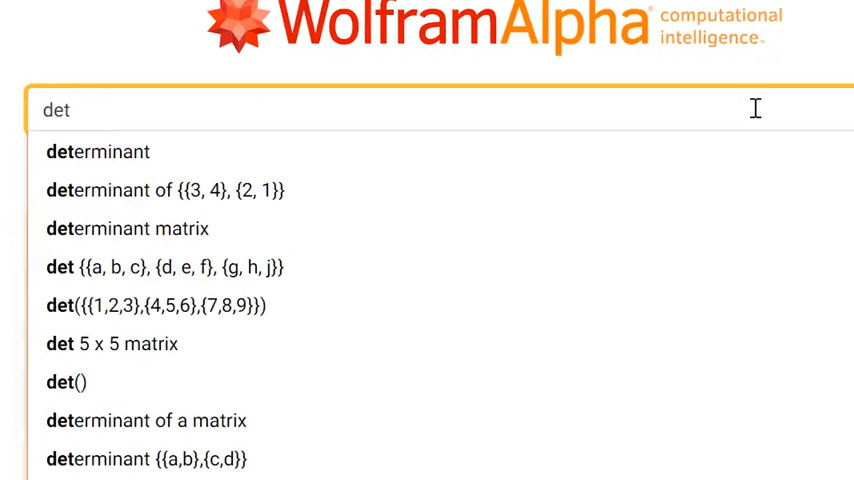 WolframAlpha computational
intelligence™
det
determinant
determinant of {{3, 4}, {2, 1}}
determinant matrix
det {{a, b, c}, {d, e, f}, {g, h, j}}
det({{1,2,3},{4,5,6},{7,8,9}})
det 5 x 5 matrix
det()
determinant of a matrix
determinant {{a,b},{c,d}}